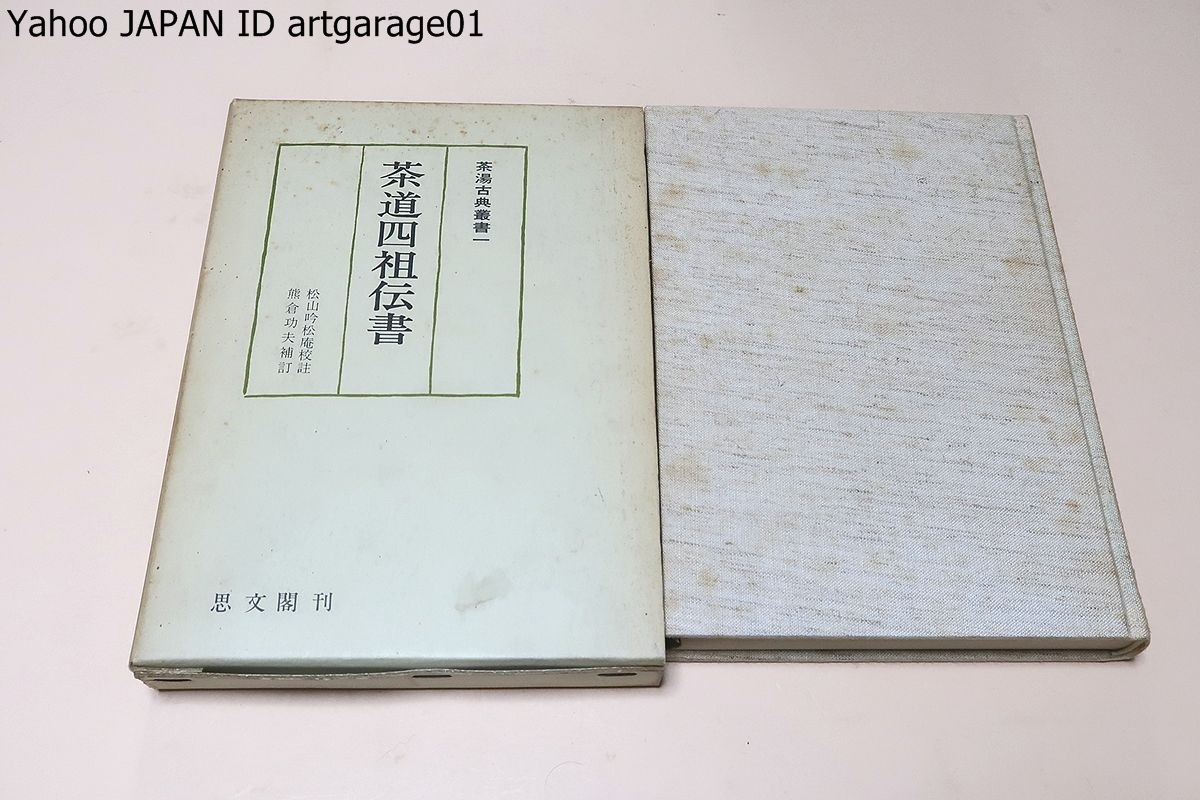 Yahoo JAPAN ID artgarage01
茶湯古典叢書一
茶道四祖伝書
松山吟松庵校註
熊倉功夫補訂
思文閣刊